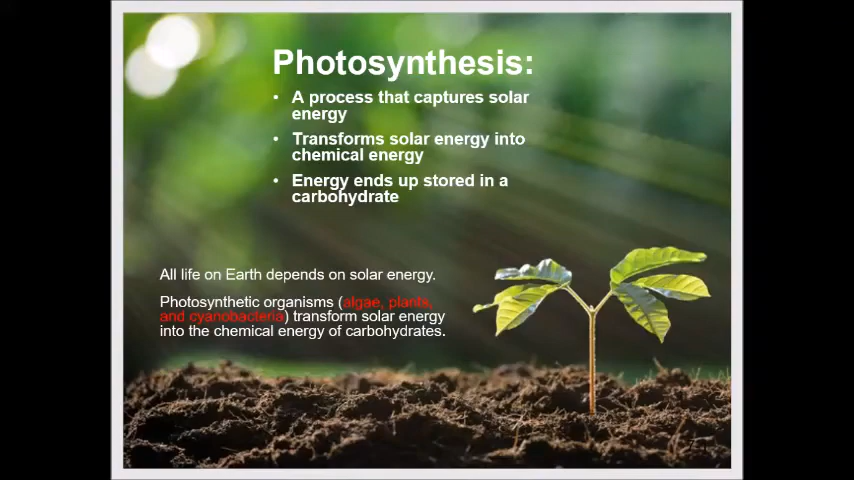 Photosynthesis:
• A process that captures solar
energy
• Transforms solar energy into
chemical energy
• Energy ends up stored in a
carbohydrate
All life on Earth depends on solar energy.
Photosynthetic organisms (algae, plants,
and cyanobacteria) transform solar energy
into the chemical energy of carbohydrates.